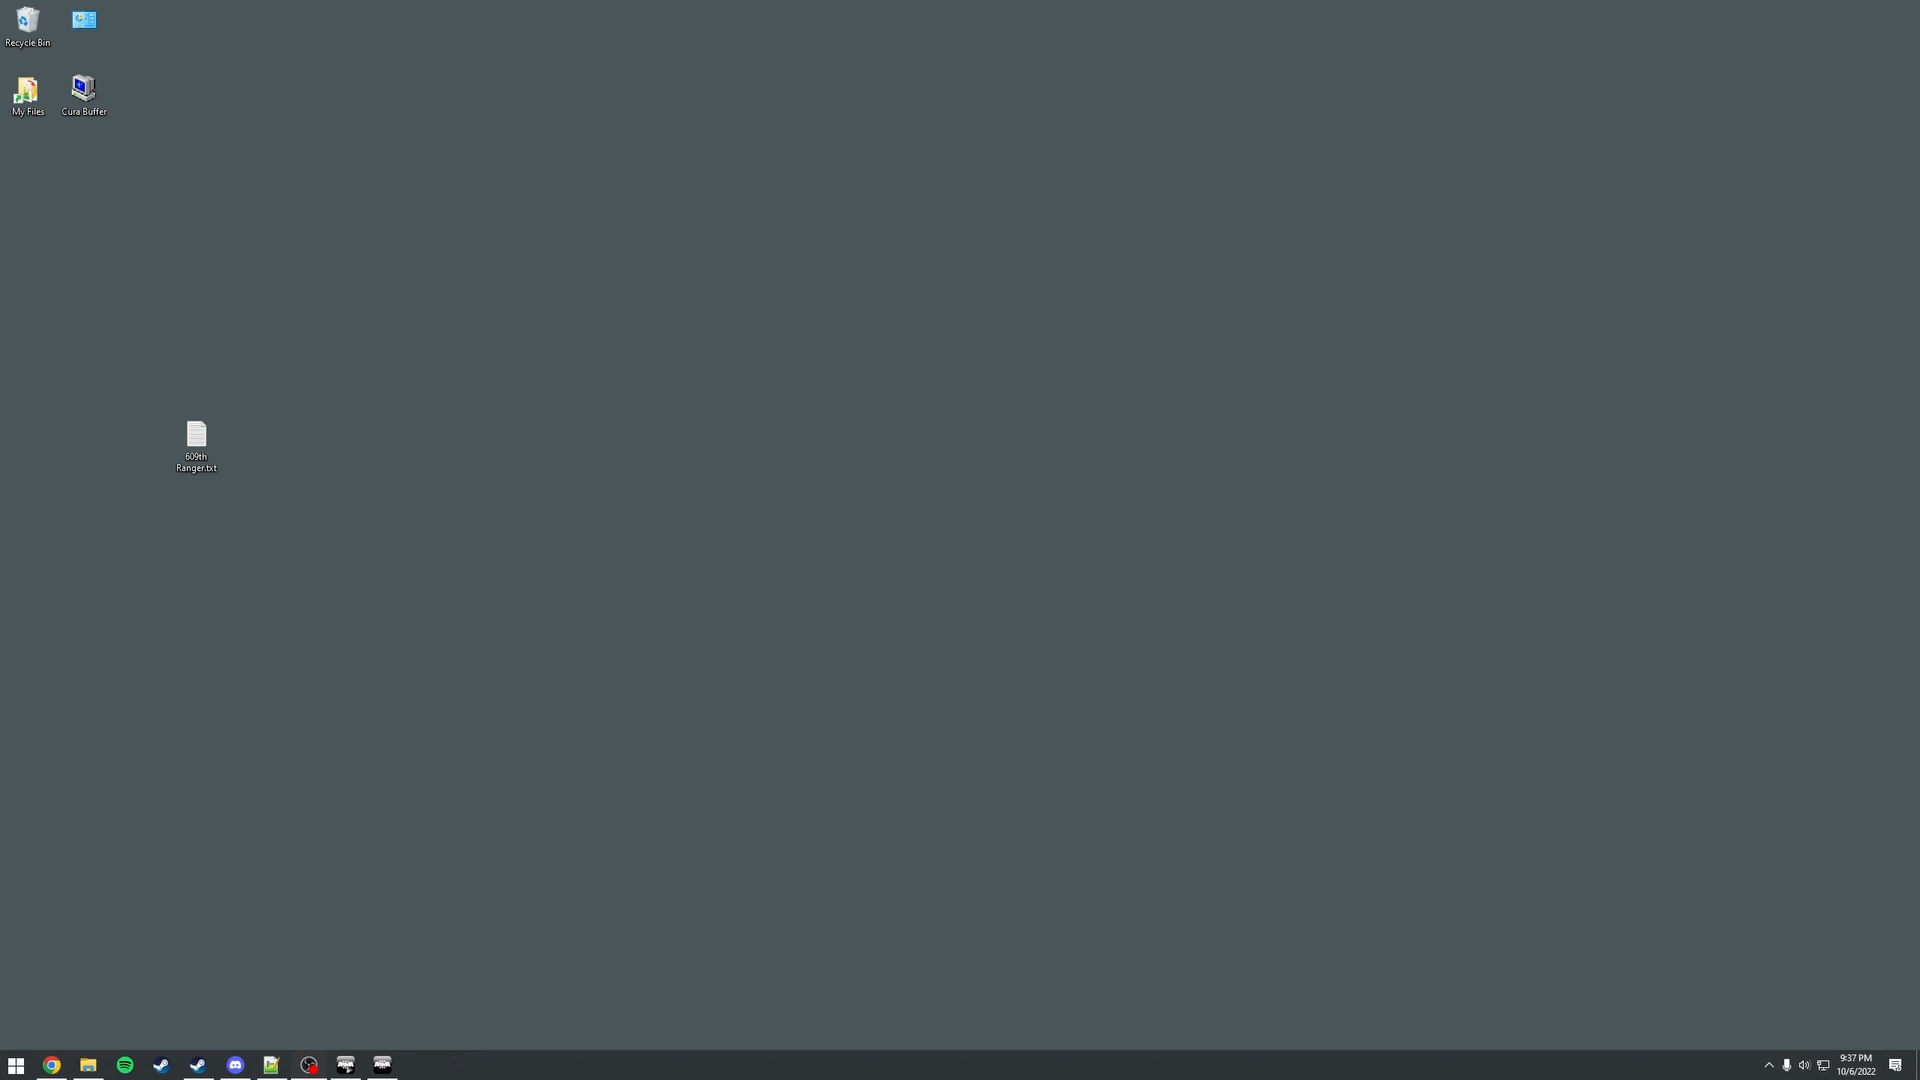 Recycle Bin
My Files
Cura Buffer
609th
Ranger.txt
9:37 PM
10/6/2022